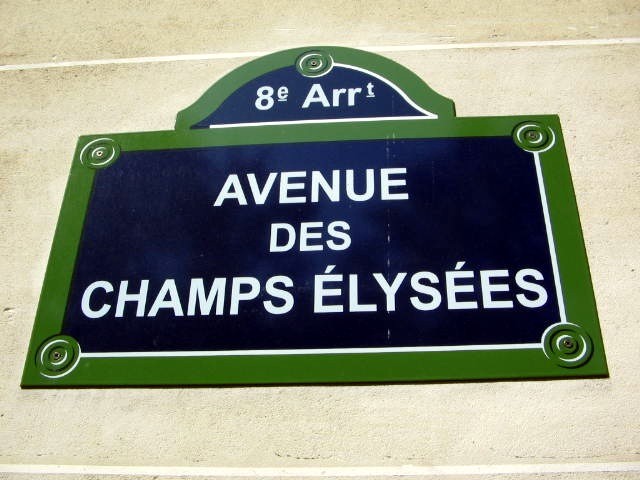 8e Arrt
AVENUE
DES
CHAMPS ÉLYSÉES